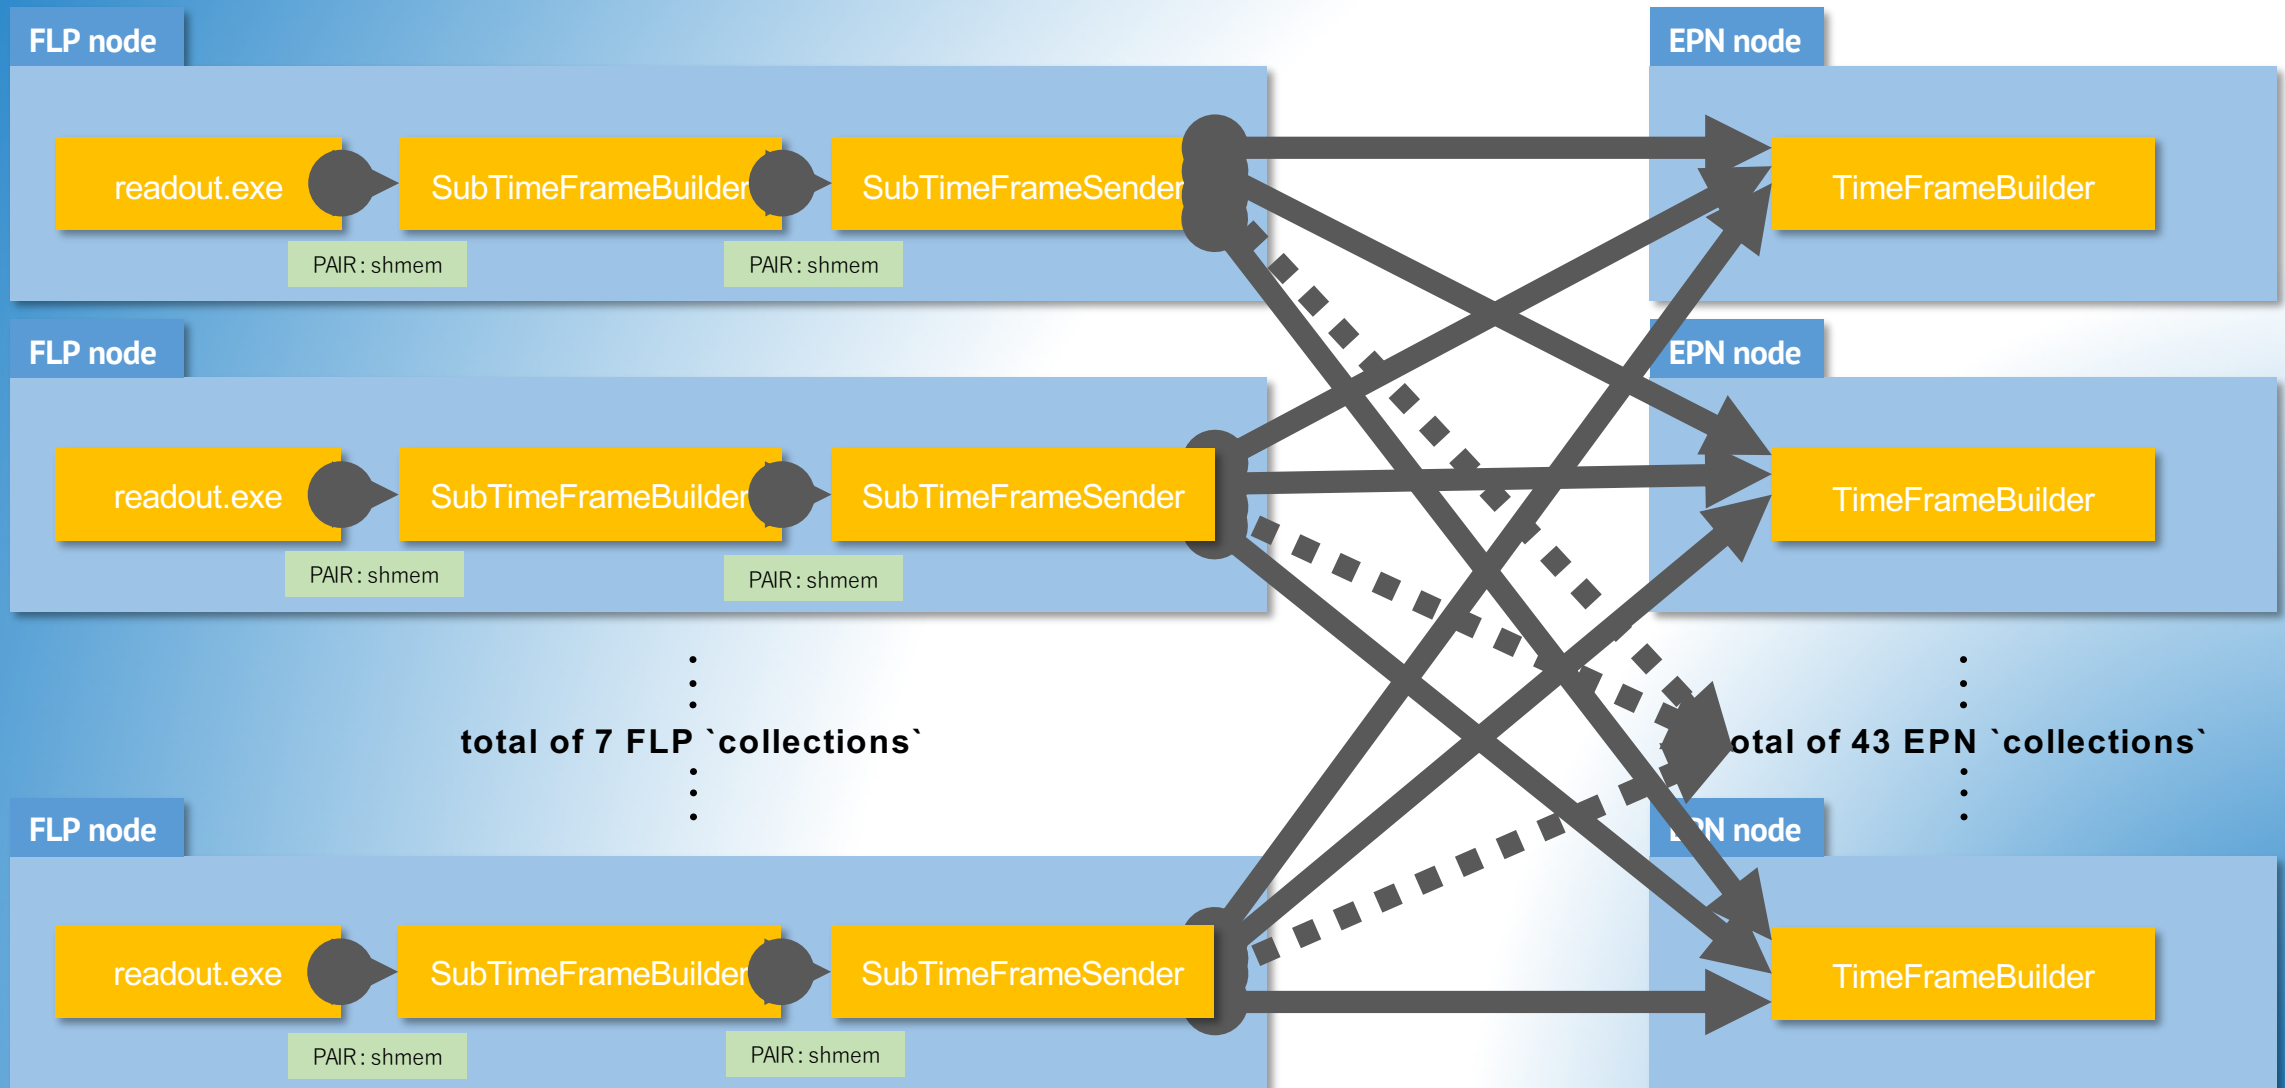 FLP node
EPN node
readout.exe
SubTimeFrameBuilder
SubTimeFrameSender
TimeFrameBuilder
PAIR: shmem
PAIR: shmem
FLP node
EPN node
readout.exe
SubTimeFrameBuilder
SubTimeFrameSender
TimeFrameBuilder
PAIR: shmem
PAIR: shmem
total of 7 FLP `collections`
otal of 43 EPN `collections`
FLP node
EPN node
readout.exe
SubTimeFrameBuilder
SubTimeFrameSender
TimeFrameBuilder
PAIR: shmem
PAIR: shmem